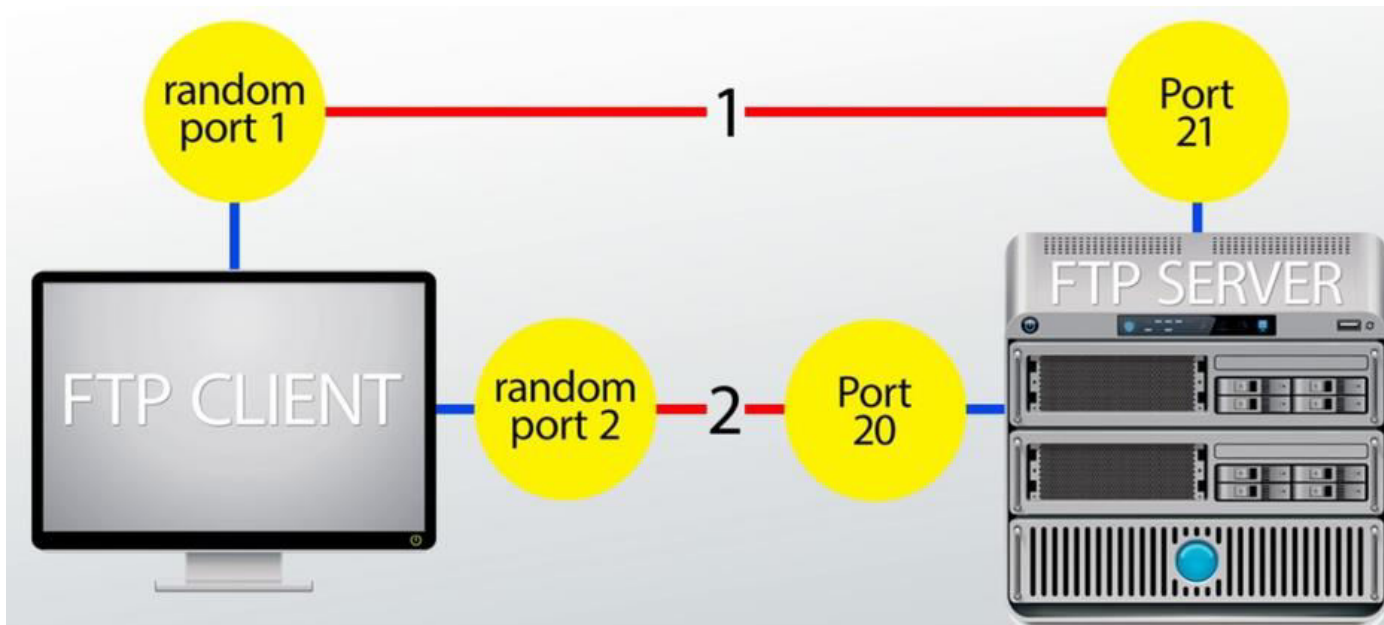 random
port 1
1
Port
21
FTP SERVER
FTP CLIENT
random
port 2
2
Port
20